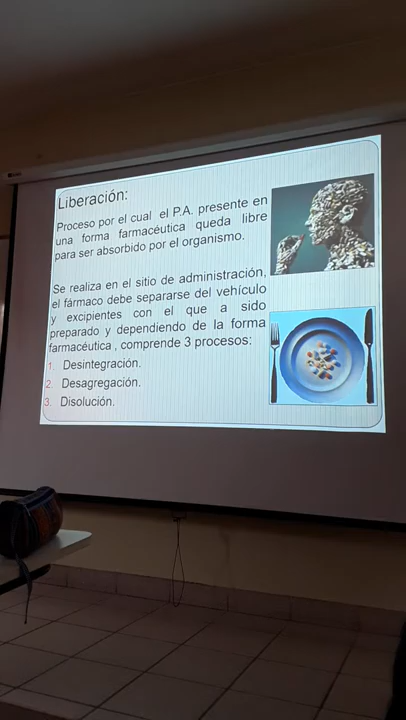 Liberación:
Proceso por el cual el P.A. presente en
una forma farmacéutica queda libre
para ser absorbido por el organismo.
Se realiza en el sitio de administración,
el fármaco debe separarse del vehículo
y excipientes con el que a sido
preparado y dependiendo de la forma
farmacéutica , comprende 3 procesos:
1. Desintegración.
2. Desagregación.
3. Disolución.